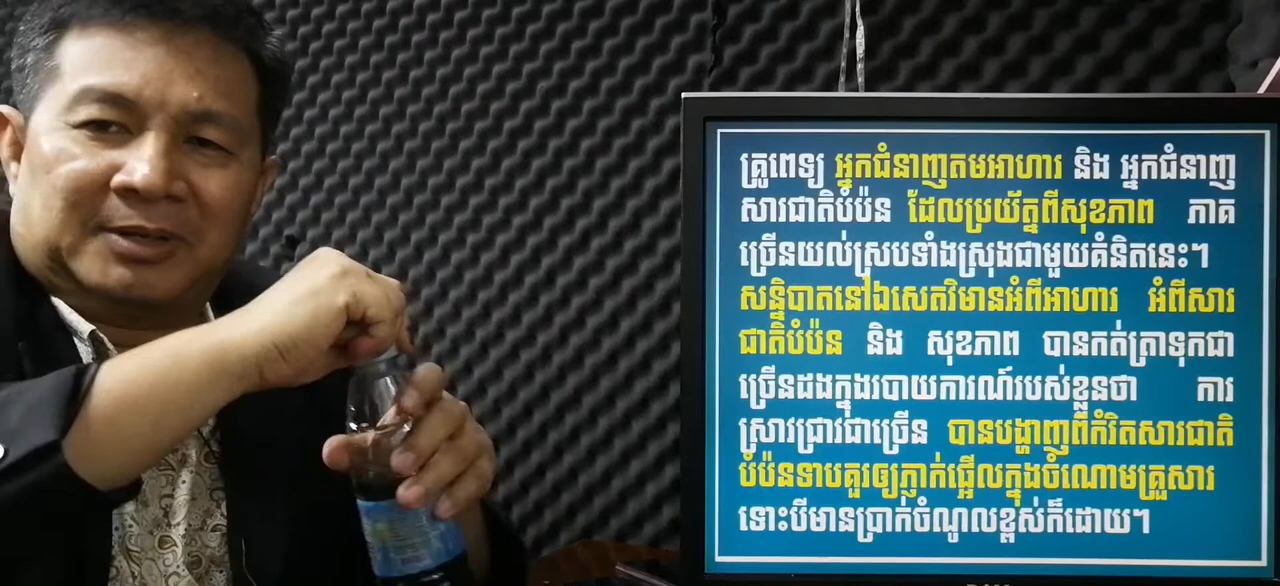 គ្រូពេទ្យ អ្នកជំនាញតមអាហារ និង អ្នកជំនាញ
សារជាតិបំប៉ន ដែលប្រយ័ត្នពីសុខភាព ភាគ
ច្រើនយល់ស្របទាំងស្រុងជាមួយគំនិតនេះៗ
សន្និបាតនៅឯសេតវិមានអំពីអាហារ អំពីសារ
ជាតិបំប៉ន និង សុខភាព បានកត់ត្រាទុកជា
ច្រើនដងក្នុងរបាយការណ៍របស់ខ្លួនថា ការ
ស្រាវជ្រាវជាច្រើន បានបង្ហាញពីកំរិតសារជាតិ
បំប៉នទាបគួរឲ្យភ្ញាក់ផ្អើលក្នុងចំណោមគ្រួសារ
ទោះបីមានប្រាក់ចំណូលខ្ពស់ក៏ដោយៗ